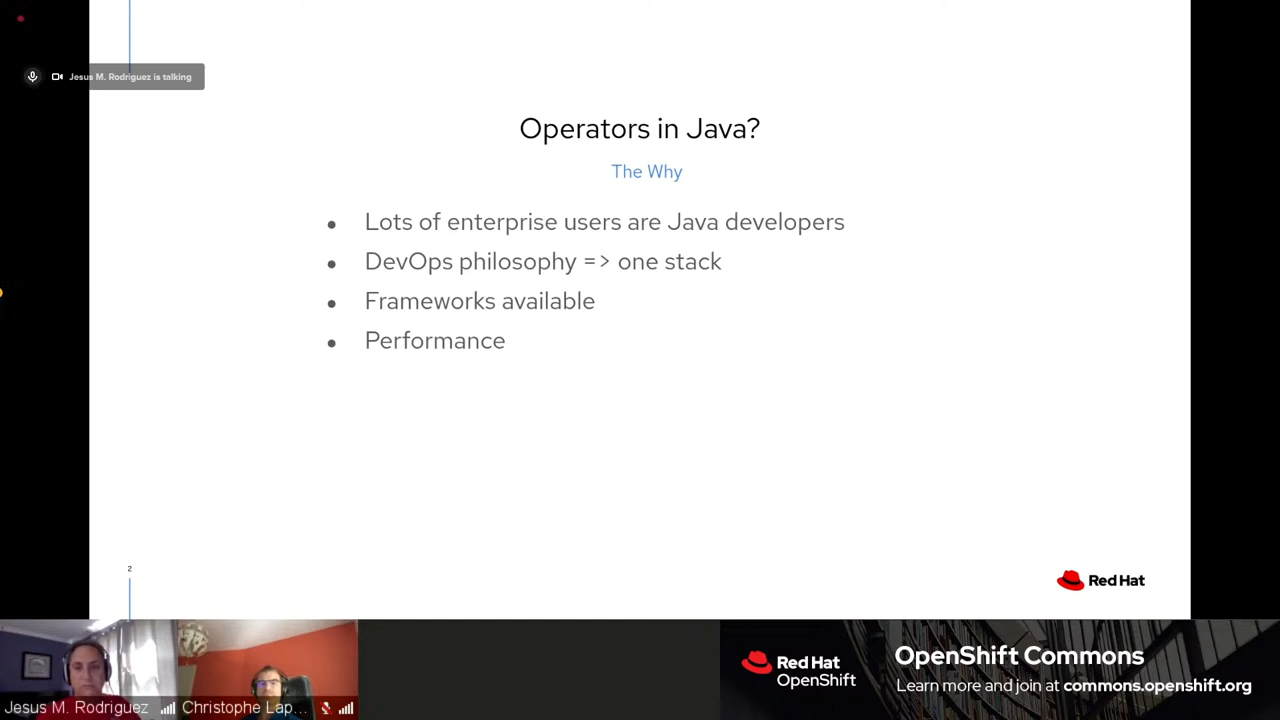 Jesus M. Rodriguez is talking
Operators in Java?
The Why
● Lots of enterprise users are Java developers
● DevOps philosophy => one stack
● Frameworks available
● Performance
2
Red Hat
Jesus M. Rodriguez
Christophe Lap...
Red Hat
OpenShift
OpenShift Commons
Learn more and join at commons.openshift.org